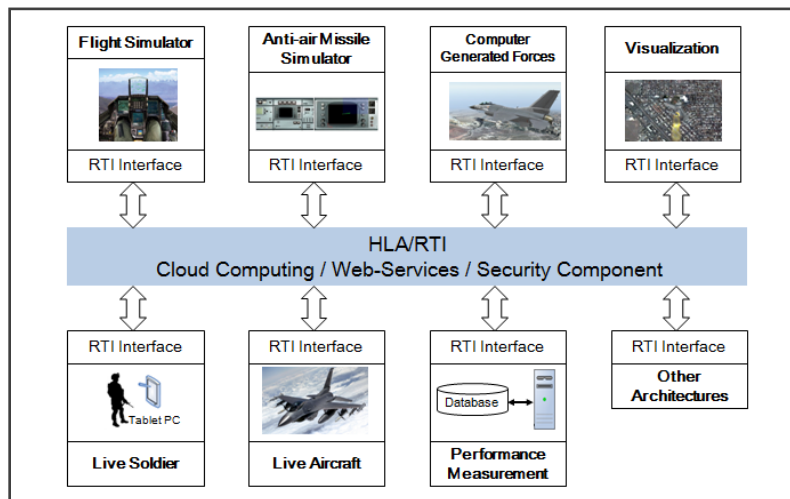 Flight Simulator
Anti-air Missile
Simulator
Computer
Generated Forces
Visualization
RTI Interface
RTI Interface
RTI Interface
RTI Interface
HLA/RTI
Cloud Computing / Web-Services / Security Component
RTI Interface
RTI Interface
RTI Interface
RTI Interface
Tablet PC
Database
Other
Architectures
Live Soldier
Live Aircraft
Performance
Measurement